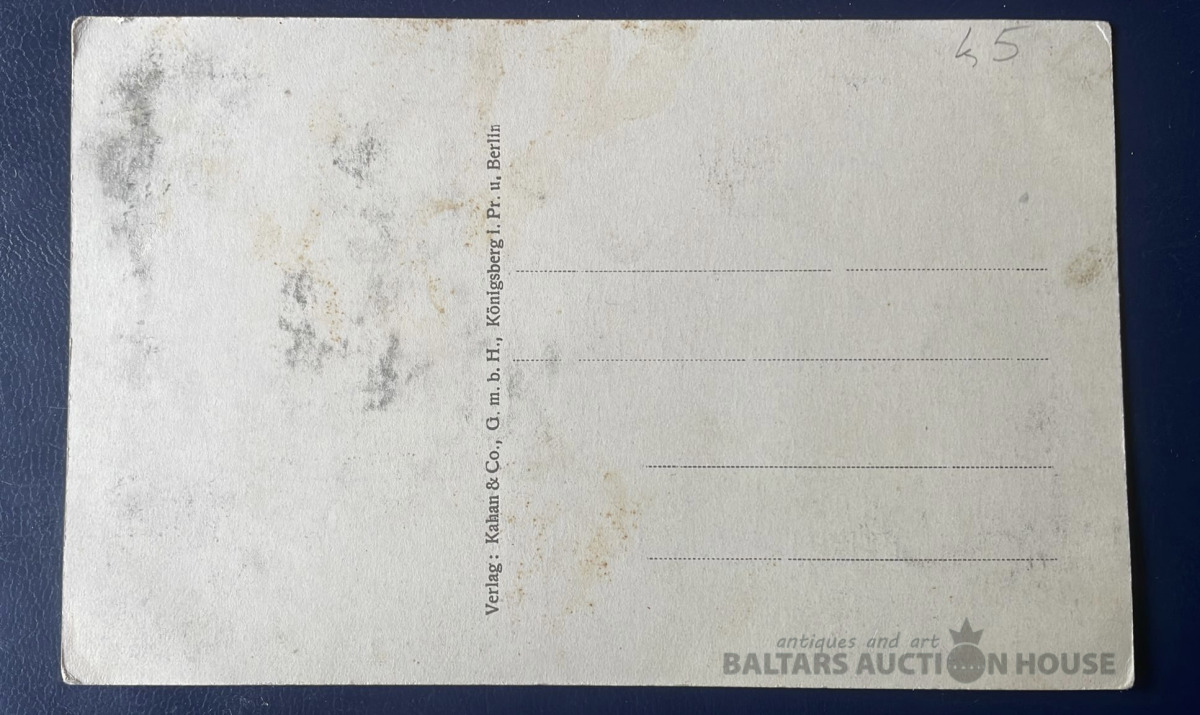 45
Verlag: Kahan & Co., G. m. b. H., Königsberg i. Pr. u. Berlin
antiques and art
BALTARS AUCTION HOUSE